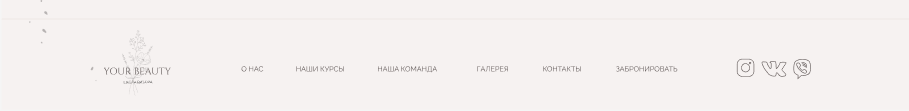 YOUR BEAUTY
О НАС
НАШИ КУРСЫ
НАША КОМАНДА
ГАЛЕРЕЯ
КОНТАКТЫ
ЗАБРОНИРОВАТЬ